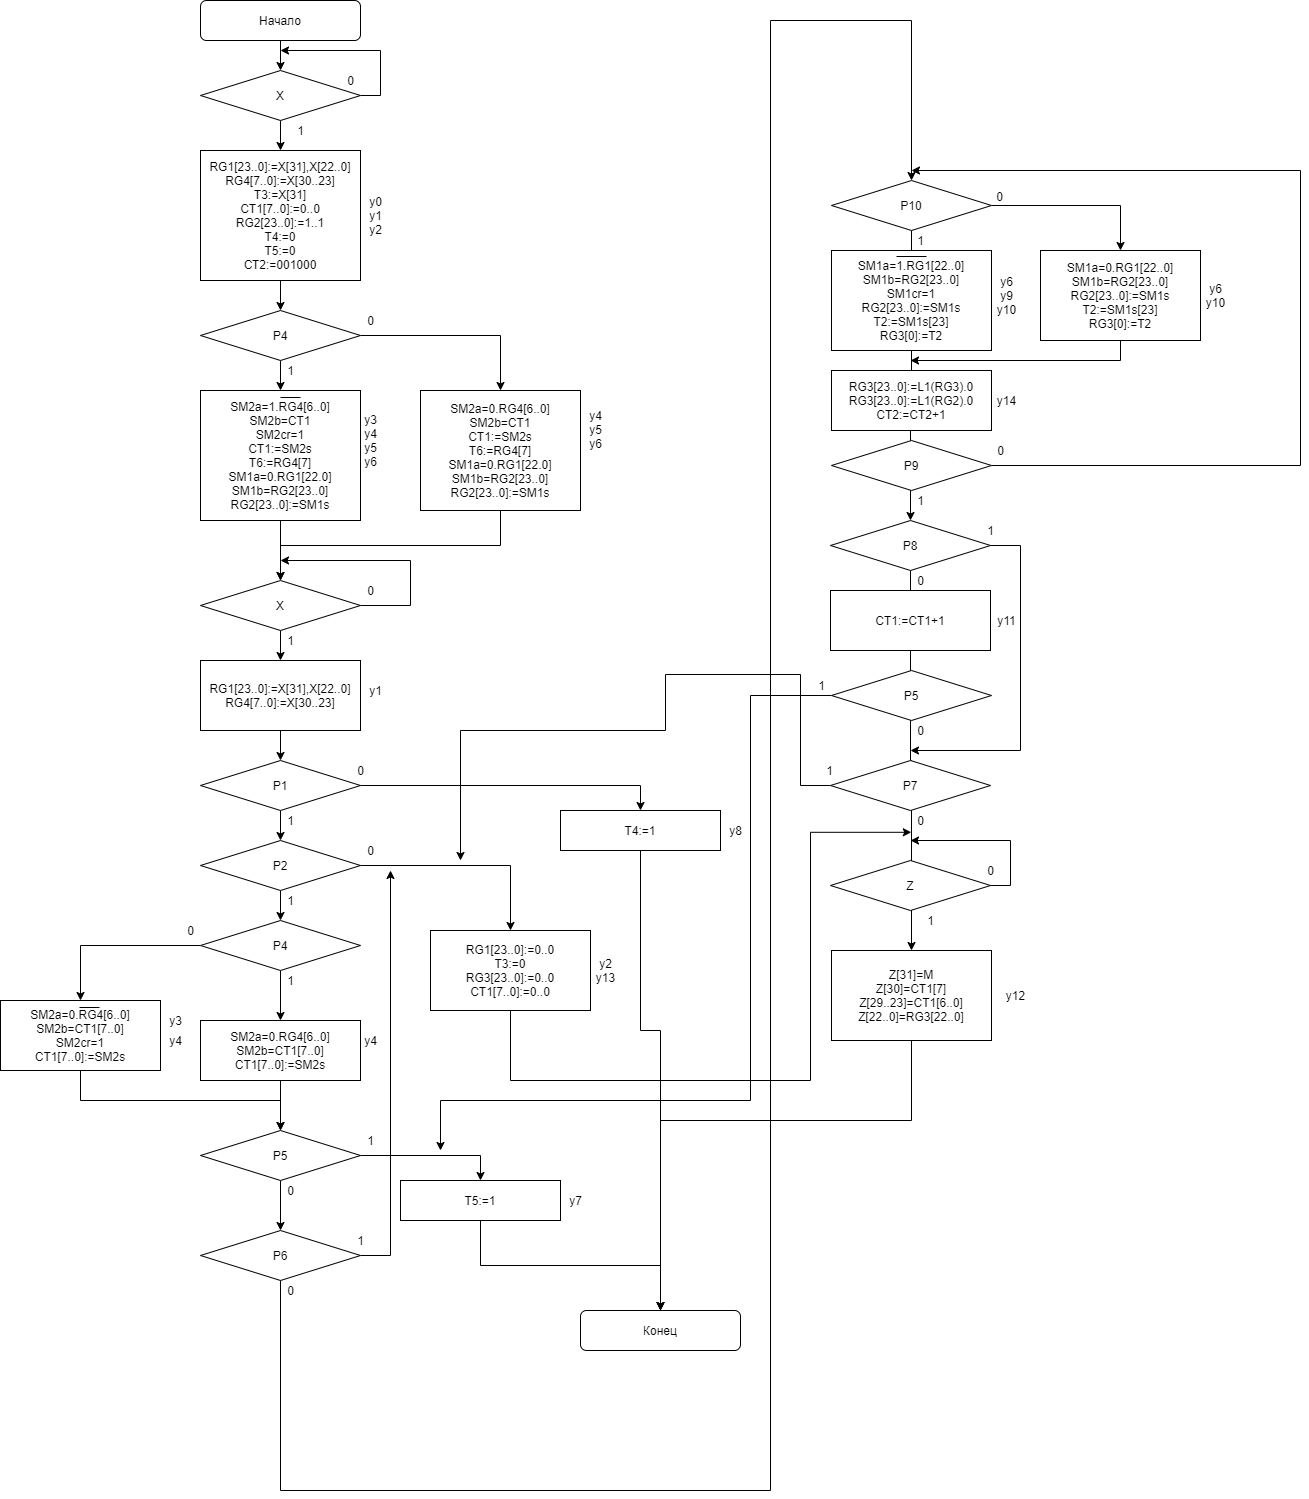 Начало
X
0
1
RG1[23..0]:=X[31],X[22..0]
RG4[7..0]:=X[30..23]
T3:=X[31]
CT1[7..0]:=0..0
RG2[23..0]:=1..1
T4:=0
T5:=0
CT2:=001000
y0
y1
y2
P4
0
1
SM2a=1.RG4[6..0]
SM2b=CT1
SM2cr=1
CT1:=SM2s
T6:=RG4[7]
SM1a=0.RG1[22.0]
SM1b=RG2[23..0]
RG2[23..0]:=SM1s
y3
y4
y5
y6
SM2a=0.RG4[6..0]
SM2b=CT1
CT1:=SM2s
T6:=RG4[7]
SM1a=0.RG1[22.0]
SM1b=RG2[23..0]
RG2[23..0]:=SM1s
y4
y5
y6
X
0
1
RG1[23..0]:=X[31],X[22..0]
RG4[7..0]:=X[30..23]
y1
P1
0
1
T4:=1
y8
P2
0
1
P4
0
1
RG1[23..0]:=0..0
T3:=0
RG3[23..0]:=0..0
CT1[7..0]:=0..0
y2
y13
SM2a=0.RG4[6..0]
SM2b=CT1[7..0]
SM2cr=1
CT1[7..0]:=SM2s
y3
y4
SM2a=0.RG4[6..0]
SM2b=CT1[7..0]
CT1[7..0]:=SM2s
y4
P5
1
0
T5:=1
y7
P6
1
0
Конец
P10
0
1
SM1a=1.RG1[22..0]
SM1b=RG2[23..0]
SM1cr=1
RG2[23..0]:=SM1s
T2:=SM1s[23]
RG3[0]:=T2
y6
y9
y10
SM1a=0.RG1[22..0]
SM1b=RG2[23..0]
RG2[23..0]:=SM1s
T2:=SM1s[23]
RG3[0]:=T2
y6
y10
RG3[23..0]:=L1(RG3).0
RG3[23..0]:=L1(RG2).0
CT2:=CT2+1
y14
P9
0
1
P8
1
0
CT1:=CT1+1
y11
P5
1
0
P7
1
0
Z
0
1
Z[31]=M
Z[30]=CT1[7]
Z[29..23]=CT1[6..0]
Z[22..0]=RG3[22..0]
y12